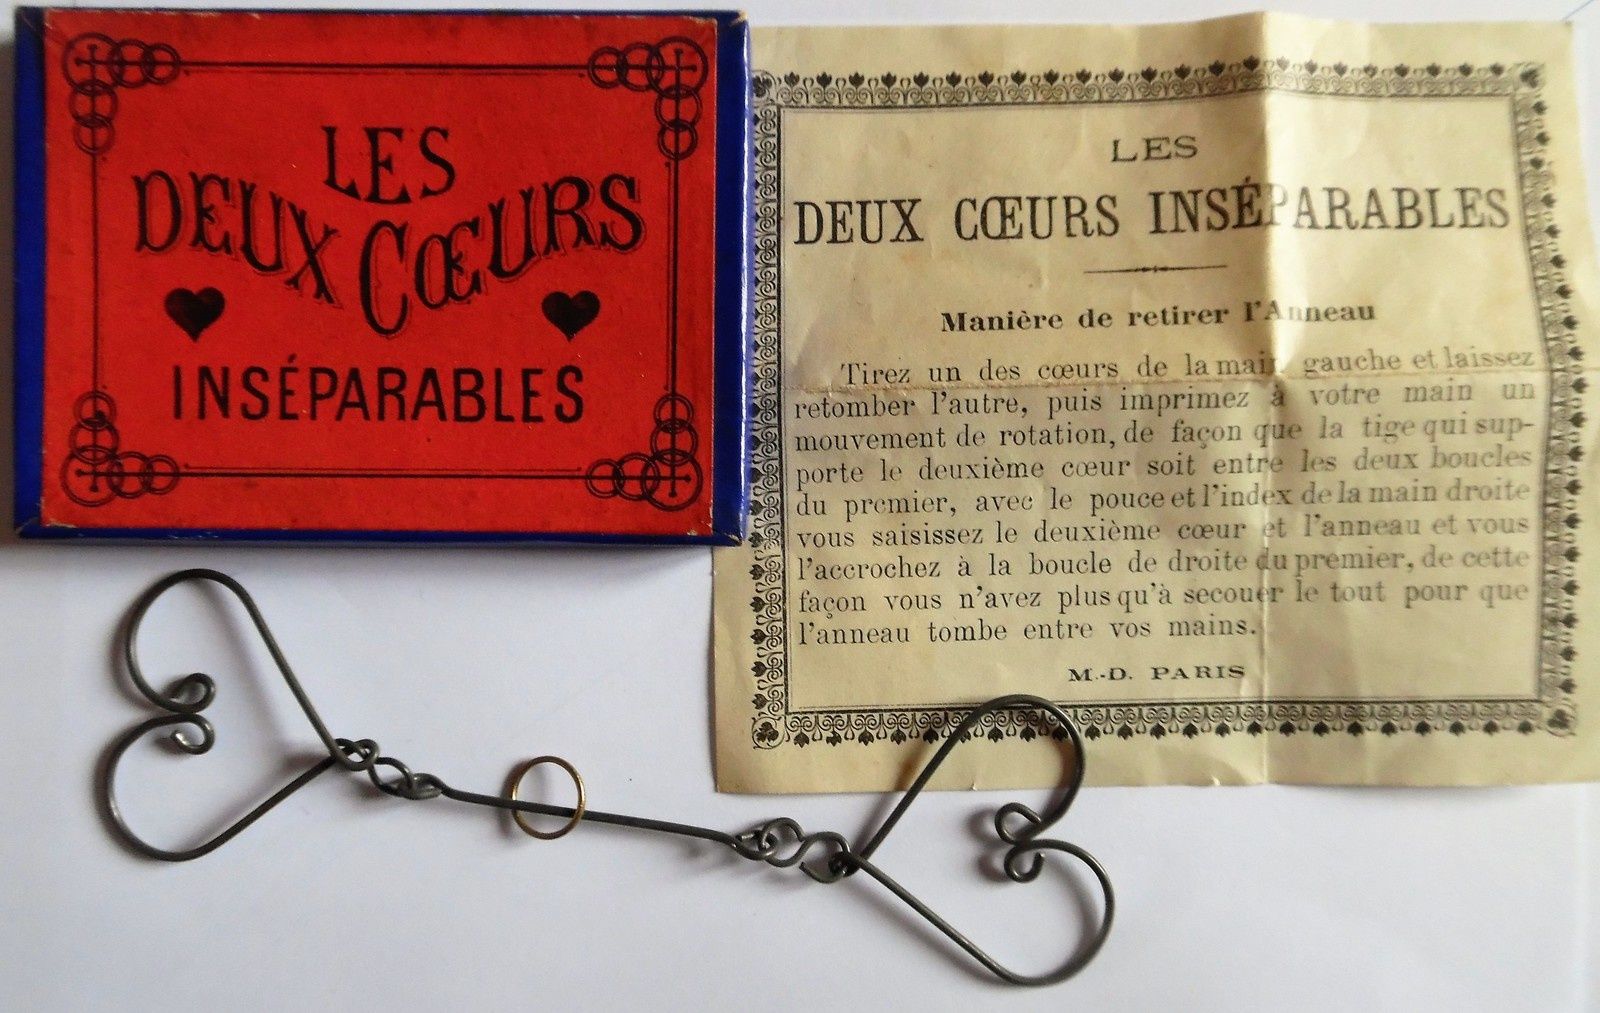 LES
DEUX CŒURS
INSÉPARABLES
LES
DEUX CŒURS INSÉPARABLES
Manière de retirer l'Anneau
Tirez un des cœurs de la main gauche et laissez
retomber l'autre, puis imprimez à votre main un
mouvement de rotation, de façon que la tige qui sup-
porte le deuxième cœur soit entre les deux boucles
du premier, avec le pouce et l'index de la main droite
vous saisissez le deuxième cœur et l'anneau et vous
l'accrochez à la boucle de droite du premier, de cette
façon vous n'avez plus qu'à secouer le tout pour que
l'anneau tombe entre vos mains.
M.-D. PARIS